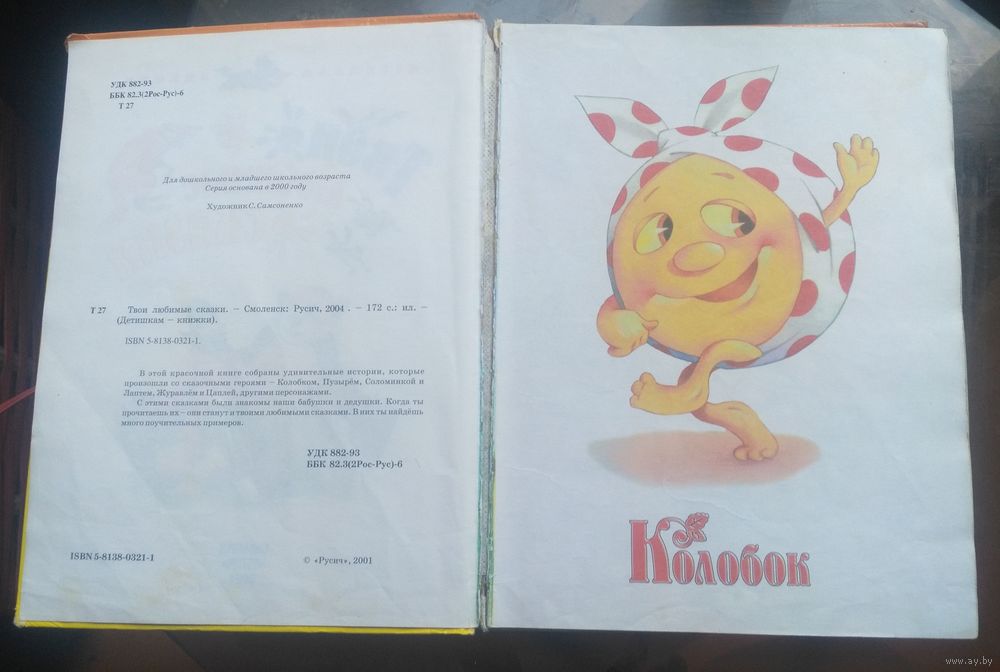 УДК 882-93
ББК 82.3(2Рос-Рус)-6
Т 27
Для дошкольного и младшего школьного возраста
Серия основана в 2000 году
Художник С. Самсоненко
Т 27 Твои любимые сказки. – Смоленск: Русич, 2004 . – 172 с.: ил. –
(Детишкам – книжки).
ISBN 5-8138-0321-1.
В этой красочной книге собраны удивительные истории, которые
произошли со сказочными героями – Колобком, Пузырём, Соломинкой и
Лаптем, Журавлём и Цаплей, другими персонажами.
С этими сказками были знакомы наши бабушки и дедушки. Когда ты
прочитаешь их – они станут и твоими любимыми сказками. В них ты найдёшь
много поучительных примеров.
УДК 882-93
ББК 82.3(2Рос-Рус)-6
ISBN 5-8138-0321-1
© «Русич», 2001
Колобок
www.ay.by